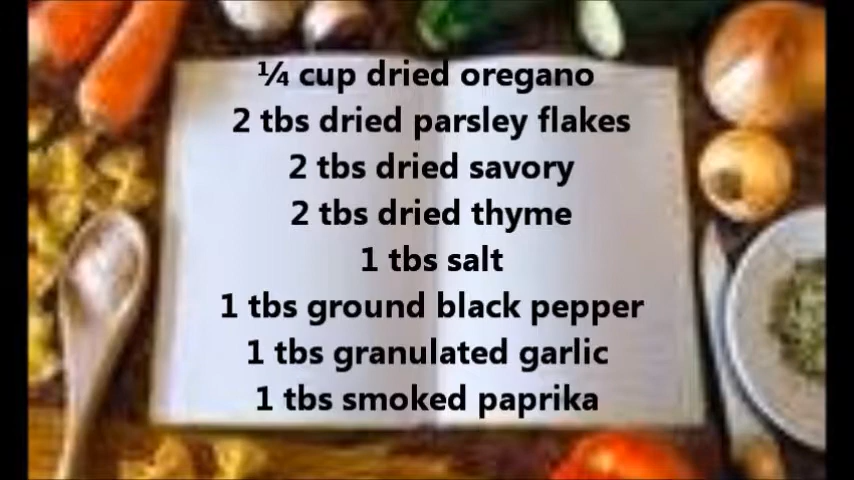 ¼ cup dried oregano
2 tbs dried parsley flakes
2 tbs dried savory
2 tbs dried thyme
1 tbs salt
1 tbs ground black pepper
1 tbs granulated garlic
1 tbs smoked paprika